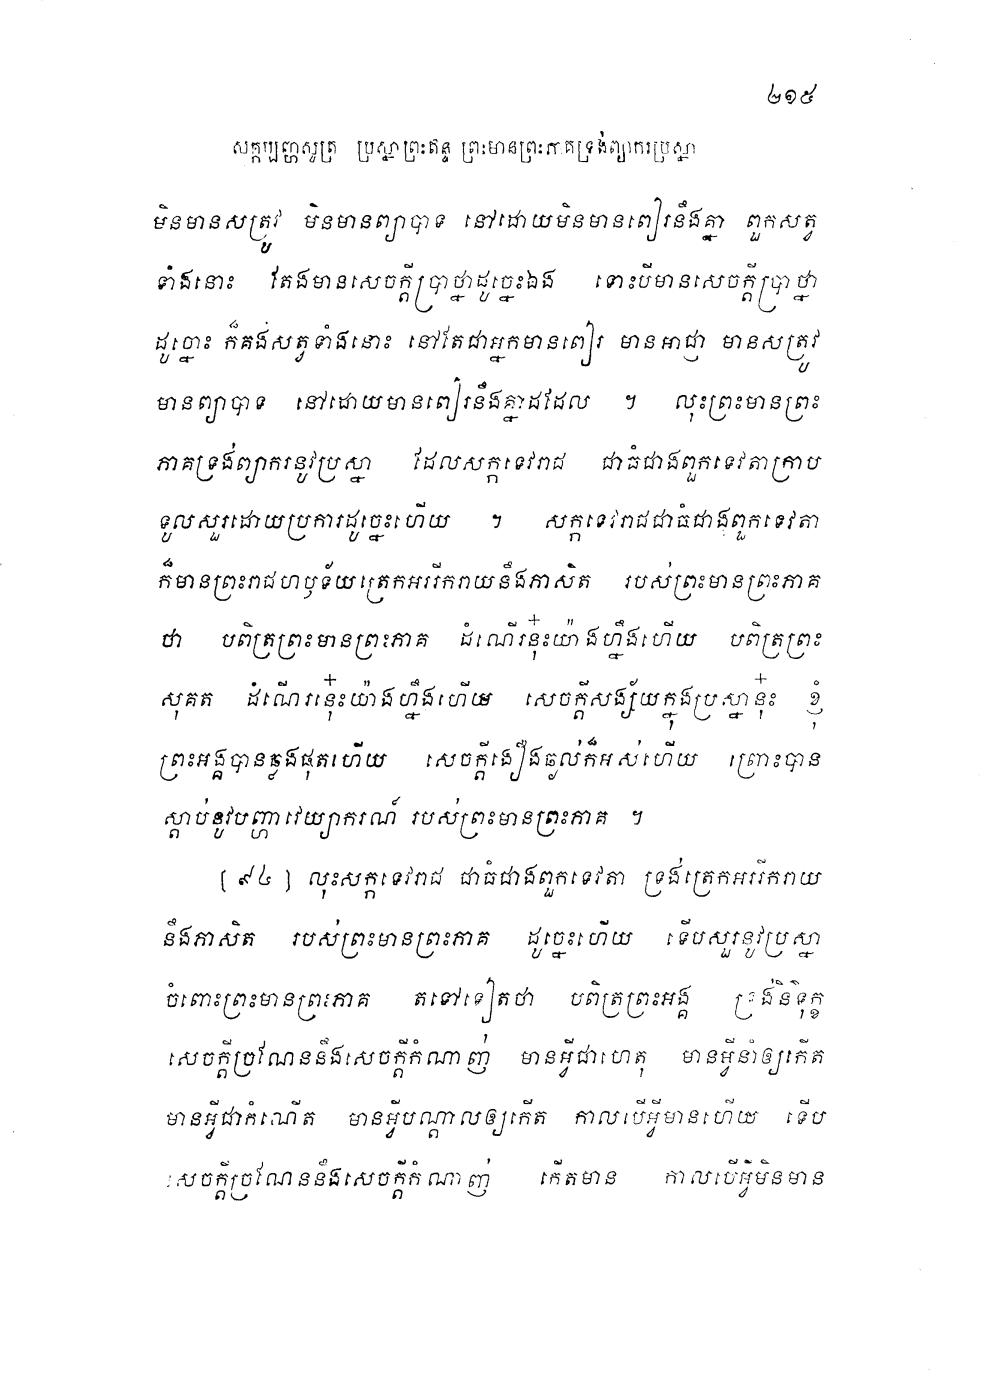 ២១៥
សក្កប្បញ្ហសូត្រ ប្រស្នាព្រះឥន្ទ ព្រះមានព្រះភាគទ្រង់ព្យាករប្រស្នា
មិនមានសត្រូវ មិនមានព្យាបាទ នៅដោយមិនមានពៀរនឹងគ្នា ពួកសត្វ
ទាំងនោះ តែងមានសេចក្តីប្រាថ្នាដូច្នេះឯង ទោះបីមានសេចក្តីប្រាថ្នា
ដូច្នោះ ក៏គង់សត្វទាំងនោះ នៅតែជាអ្នកមានពៀរ មានអាជ្ញា មានសត្រូវ
មានព្យាបាទ នៅដោយមានពៀរនឹងគ្នាដដែល ។ លុះព្រះមានព្រះ
ភាគទ្រង់ព្យាករនូវប្រស្នា ដែលសក្កទេវរាជ ជាធំជាងពួកទេវតាក្រាប
ទូលសួរដោយប្រការដូច្នេះហើយ ។ សក្កទេវរាជជាធំជាងពួកទេវតា
ក៏មានព្រះរាជហឫទ័យត្រេកអររីករាយនឹងភាសិត របស់ព្រះមានព្រះភាគ
ថា បពិត្រព្រះមានព្រះភាគ ដំណើរនុ៎ះយ៉ាងហ្នឹងហើយ បពិត្រព្រះ
សុគត ដំណើរនេ៎ុះយ៉ាងហ្នឹងហើយ សេចក្តីសង្ស័យក្នុងប្រស្នានុ៎ះ ខ្ញុំ
ព្រះអង្គបានឆ្លងផុតហើយ សេចក្តីងឿងឆ្ងល់ក៏អស់ហើយ ព្រោះបាន
ស្តាប់នូវបញ្ហាវេយ្យាករណ៍ របស់ព្រះមានព្រះភាគ ។
[ ៩៤ ] លុះសក្កទេវរាជ ជាធំជាងពួកទេវតា ទ្រង់ត្រេកអររីករាយ
នឹងភាសិត របស់ព្រះមានព្រះភាគ ដូច្នេះហើយ ទើបសួរនូវប្រស្នា
ចំពោះព្រះមានព្រះភាគ តទៅទៀតថា បពិត្រព្រះអង្គ ទ្រង់និទ៌ុក្ខ
សេចក្តីច្រណែននឹងសេចក្តីកំណាញ់ មានអ្វីជាហេតុ មានអ្វីនាំឲ្យកើត
មានអ្វីជាកំណើត មានអ្វីបណ្តាលឲ្យកើត កាលបើអ្វីមានហើយ ទើប
សេចក្តីច្រណែននឹងសេចក្តីកំណាញ់ កើតមាន កាលបើអ្វីមិនមាន